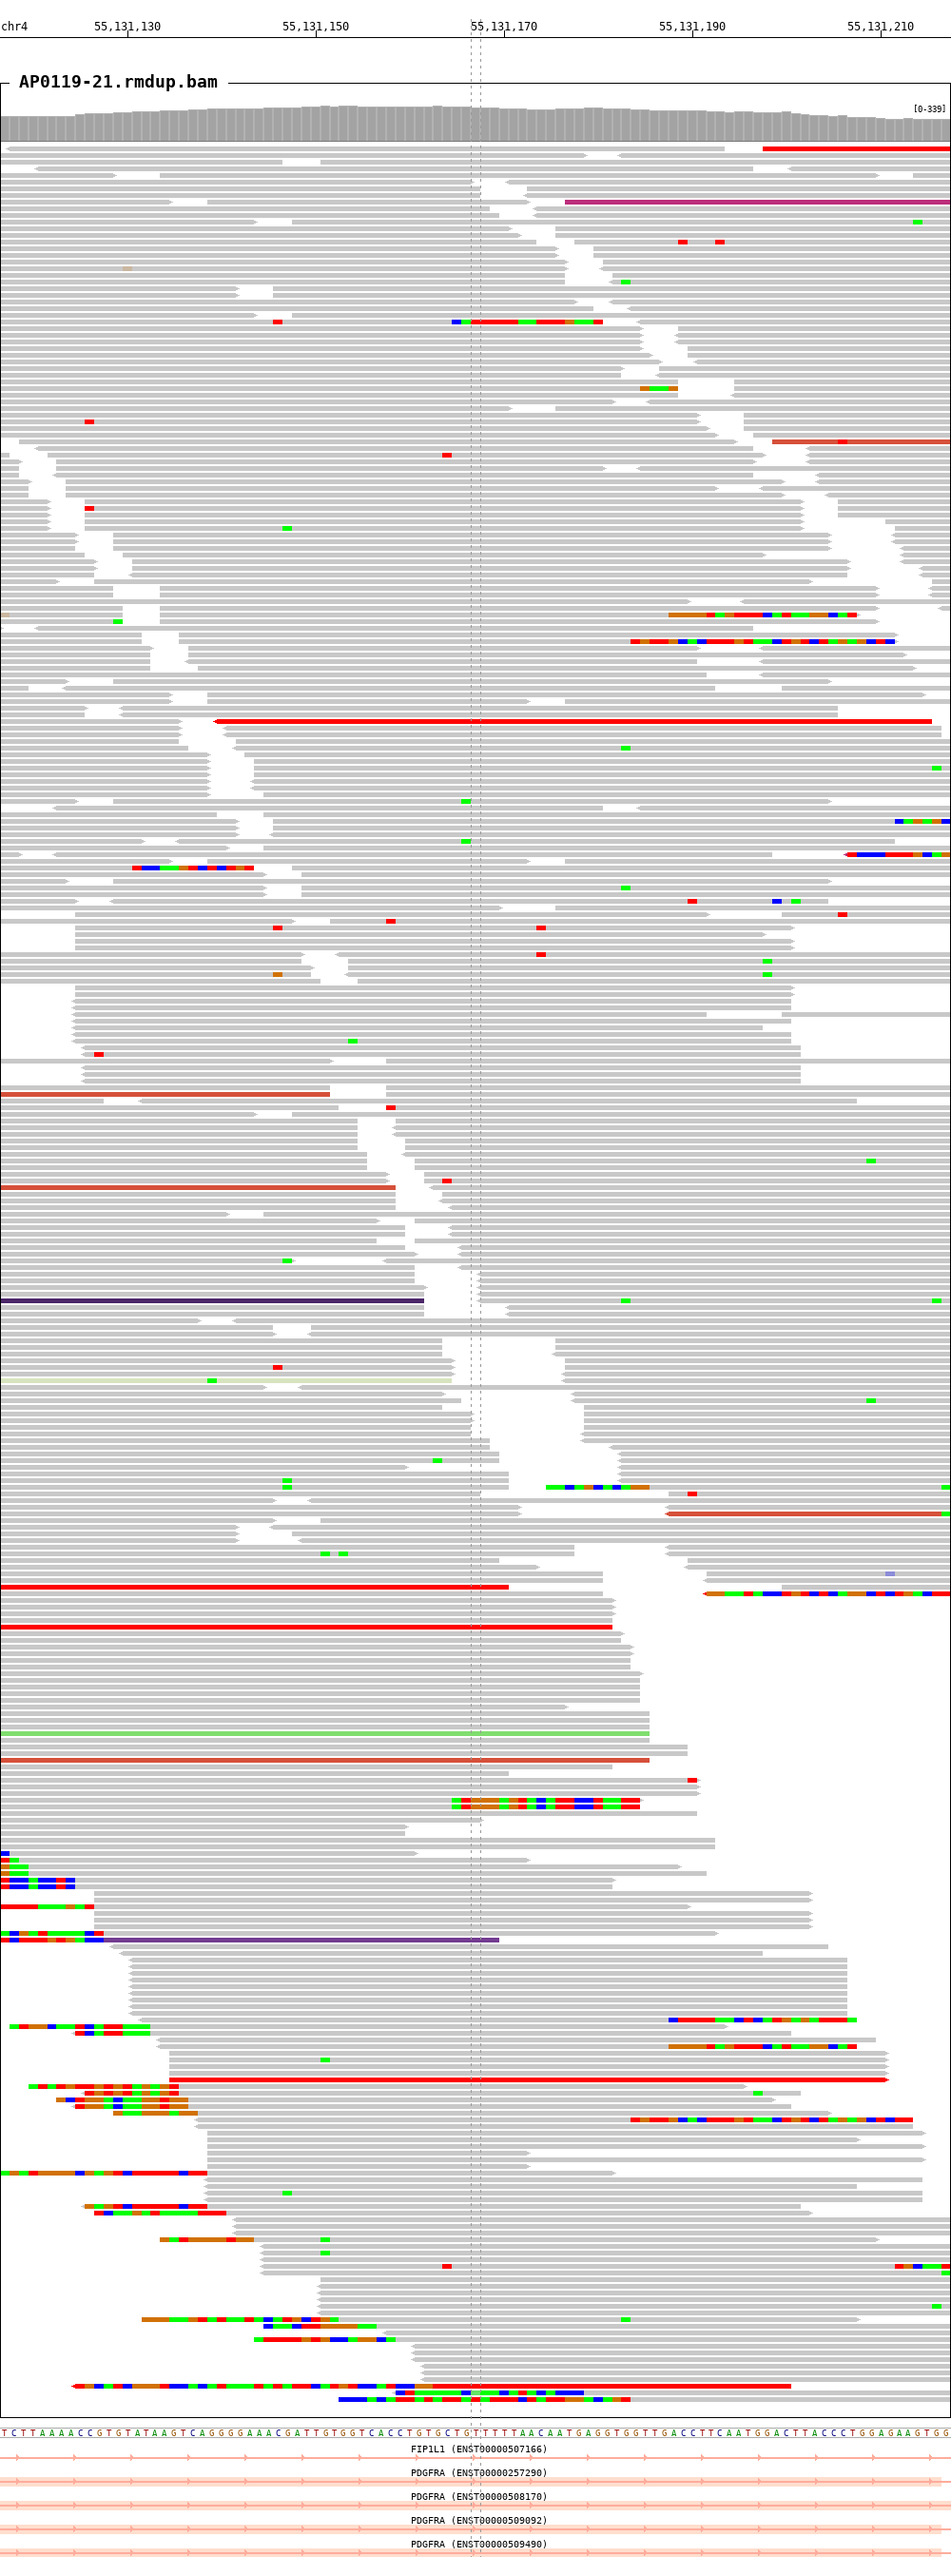 chr4 55,131,130 55,131,150 55,131,170 55,131,190 55,131,210
AP0119-21.rmdup.bam
[0-339]
TCTTAAAACCGTGTATAAGTCAGGGGAAACGATTGTGGTCACCTGTGCTGTTTTTAACAATGAGGTGGTTGACCTTCAATGGACTTACCCTGGAGAAGTGG
FIP1L1 (ENST00000507166)
PDGFRA (ENST00000257290)
PDGFRA (ENST00000508170)
PDGFRA (ENST00000509092)
PDGFRA (ENST00000509490)